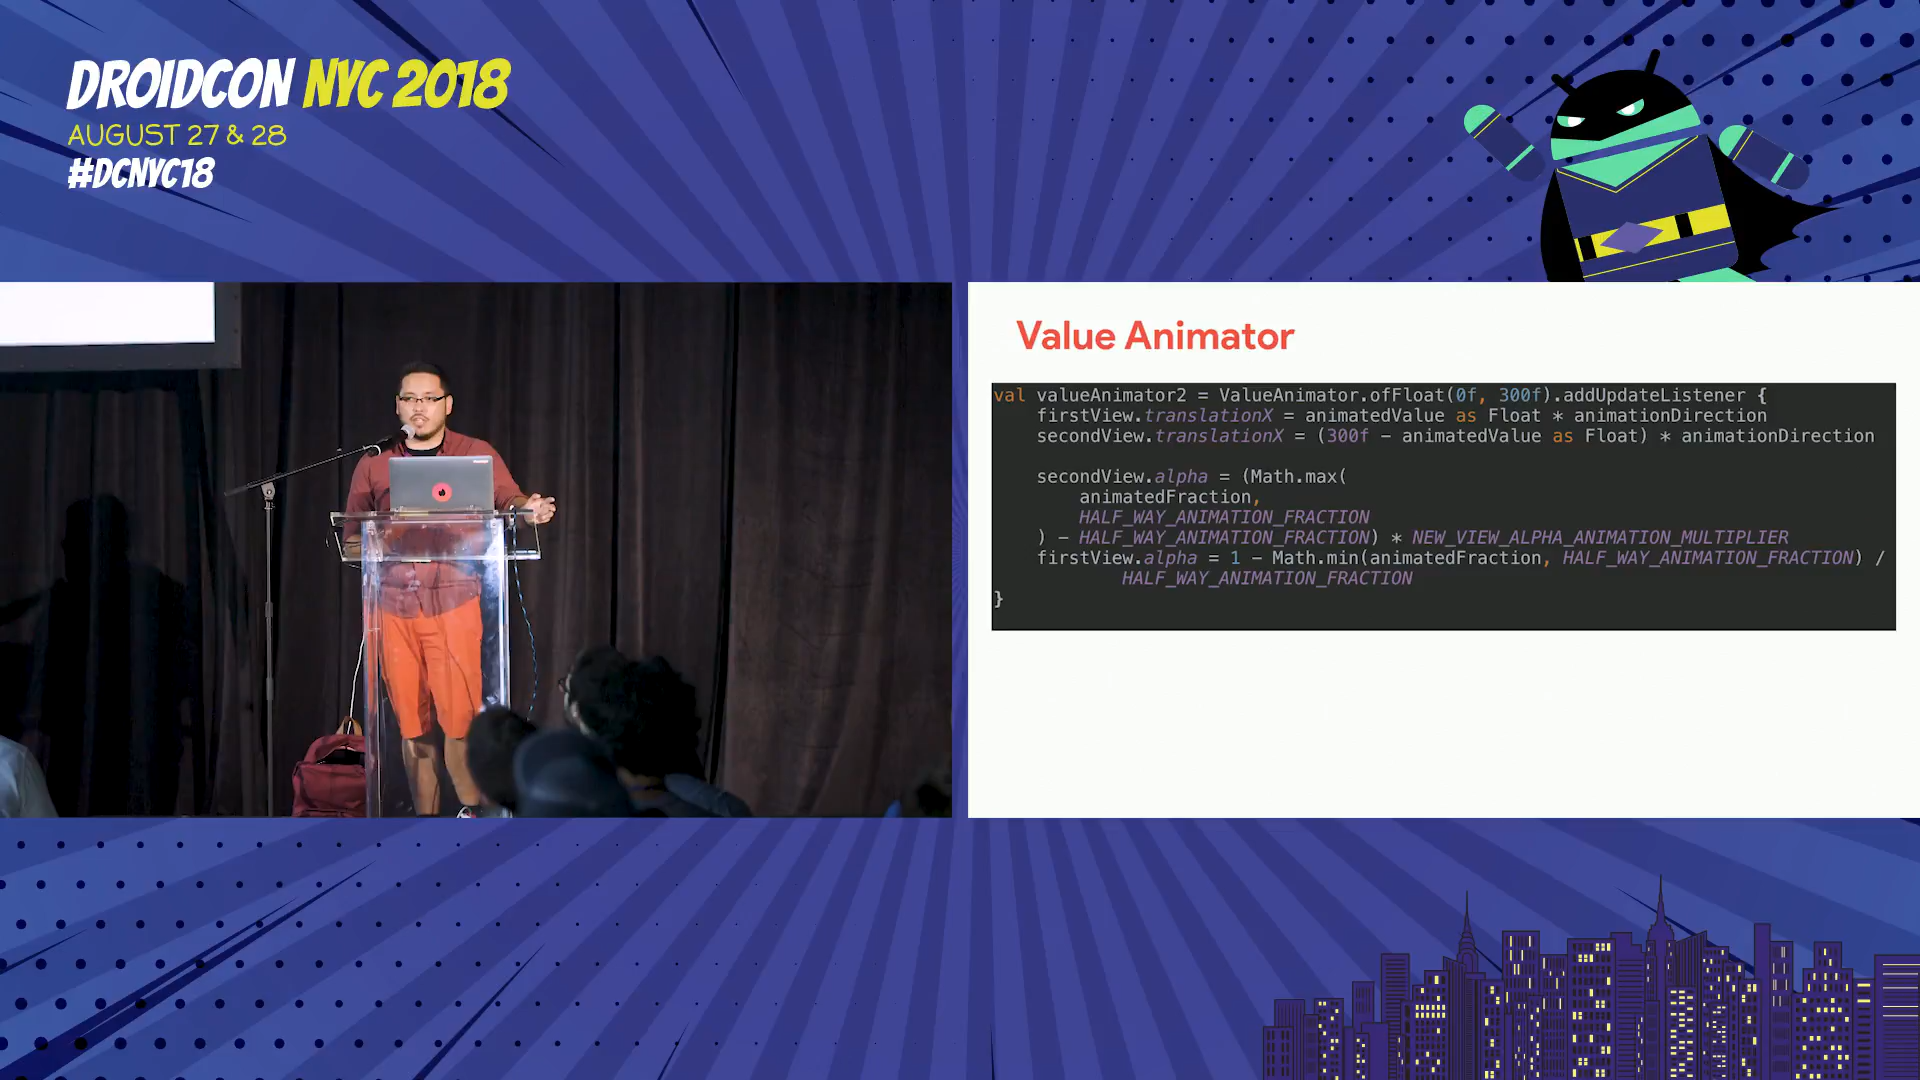 DROIDCON NYC 2018
AUGUST 27 & 28
#DCNYC18
Value Animator
val valueAnimator2 = ValueAnimator.ofFloat(0f, 300f).addUpdateListener {
firstView.translationX = animatedValue as Float * animationDirection
secondView.translationX = (300f - animatedValue as Float) * animationDirection
secondView.alpha = (Math.max(
animatedFraction,
HALF_WAY_ANIMATION_FRACTION
) - HALF_WAY_ANIMATION_FRACTION) * NEW_VIEW_ALPHA_ANIMATION_MULTIPLIER
firstView.alpha = 1 - Math.min(animatedFraction, HALF_WAY_ANIMATION_FRACTION) /
HALF_WAY_ANIMATION_FRACTION
}